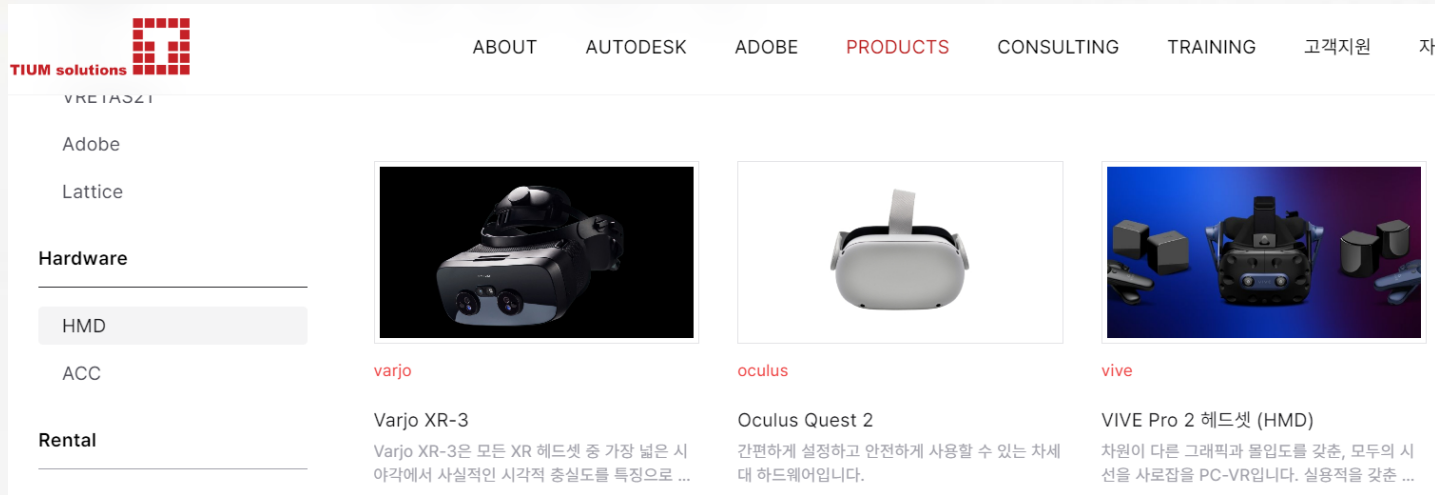 TIUM solutions
ABOUT AUTODESK ADOBE PRODUCTS CONSULTING TRAINING 고객지원
VRETAS21
Adobe
Lattice
Hardware
HMD
ACC
Rental
varjo
Varjo XR-3
Varjo XR-3은 모든 XR 헤드셋 중 가장 넓은 시
야각에서 사실적인 시각적 충실도를 특징으로 ...
oculus
Oculus Quest 2
간편하게 설정하고 안전하게 사용할 수 있는 차세
대 하드웨어입니다.
vive
VIVE Pro 2 헤드셋 (HMD)
차원이 다른 그래픽과 몰입도를 갖춘, 모두의 시
선을 사로잡을 PC-VR입니다. 실용적을 갖춘 ...